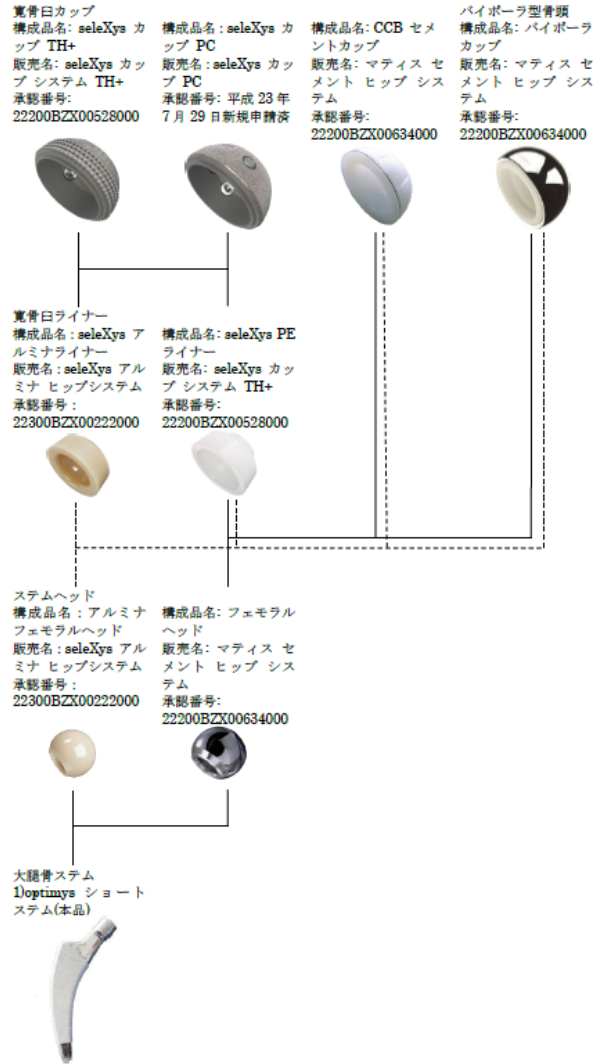 寛骨臼カップ
構成品名: seleXys カ
ップ TH+
販売名: seleXys カッ
プ システム TH+
承認番号:
22200BZX00528000
構成品名: seleXys カ
ップ PC
販売名: seleXys カッ
プ PC
承認番号: 平成 23 年
7 月 29 日新規申請済
構成品名: CCB セメ
ントカップ
販売名: マティス セ
メント ヒップ シス
テム
承認番号:
22200BZX00634000
バイポーラ型骨頭
構成品名: バイポーラ
カップ
販売名: マティス セ
メント ヒップ シス
テム
承認番号:
22200BZX00634000
寛骨臼ライナー
構成品名: seleXys ア
ルミナライナー
販売名: seleXys アル
ミナ ヒップシステム
承認番号:
22300BZX00222000
構成品名: seleXys PE
ライナー
販売名: seleXys カッ
プ システム TH+
承認番号:
22200BZX00528000
ステムヘッド
構成品名: アルミナ
フェモラルヘッド
販売名: seleXys アル
ミナ ヒップシステム
承認番号:
22300BZX00222000
構成品名: フェモラル
ヘッド
販売名: マティス セ
メント ヒップ シス
テム
承認番号:
22200BZX00634000
大腿骨ステム
1)optimys ショート
ステム(本品)